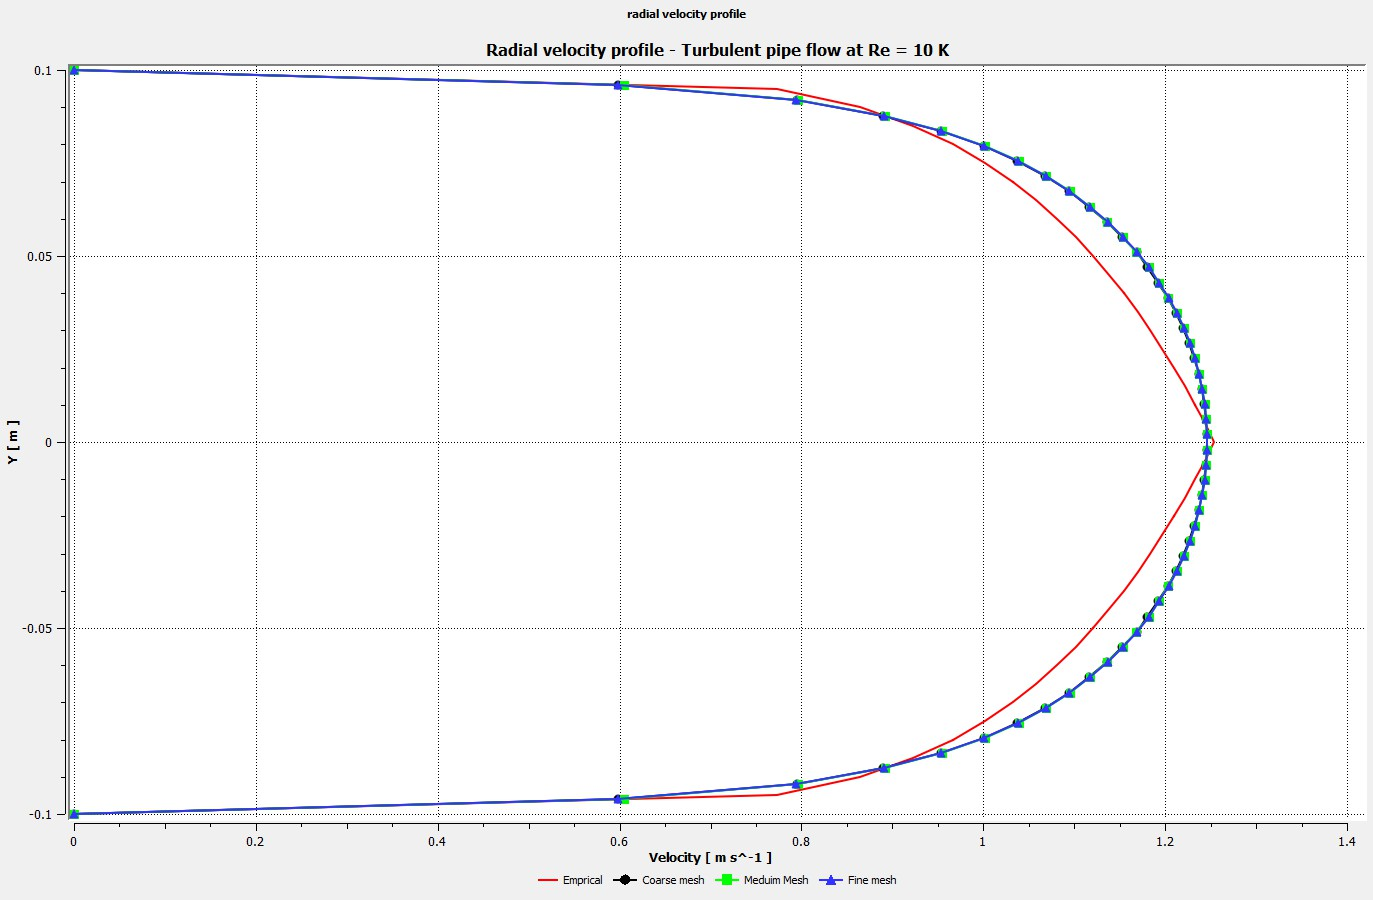 radial velocity profile
Radial velocity profile - Turbulent pipe flow at Re = 10 K
0.1
0.05
0
-0.05
-0.1
Y [ m ]
0 0.2 0.4 0.6 0.8 1 1.2 1.4
Velocity [ m s^-1 ]
Emprical Coarse mesh Meduim Mesh Fine mesh